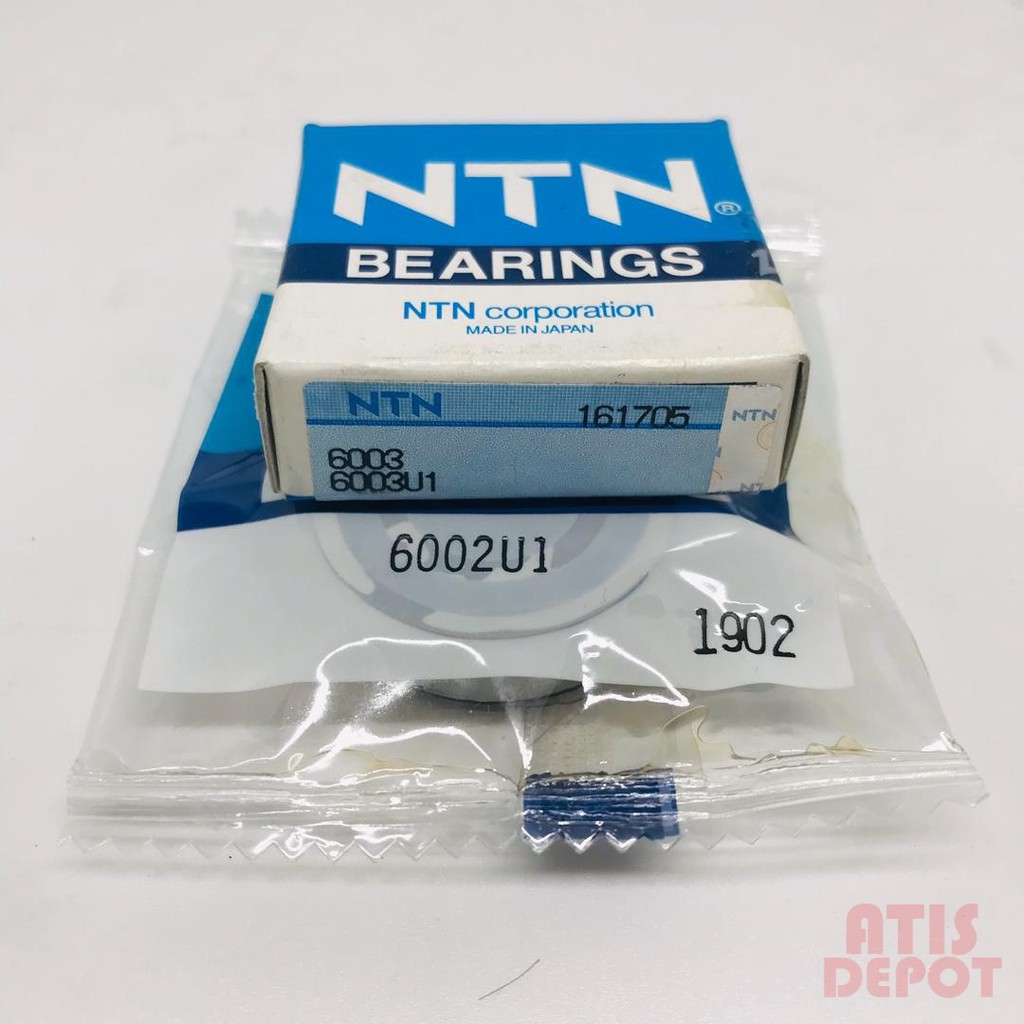 NTN®
BEARINGS
NTN corporation
MADE IN JAPAN
NTN 161705 NTN
6003
6003U1
6002U1
1902
ATIS
DEPOT